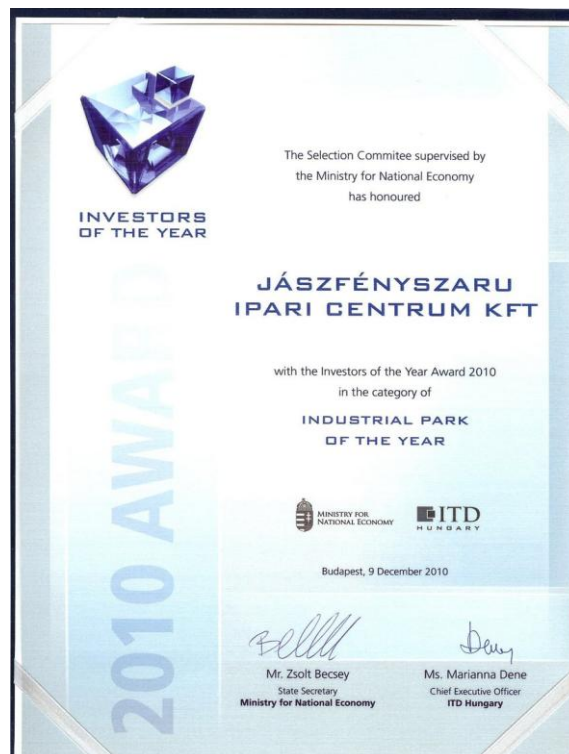 INVESTORS
OF THE YEAR
2010 AWARD
The Selection Commitee supervised by
the Ministry for National Economy
has honoured
JÁSZFÉNYSZARU
IPARI CENTRUM KFT
with the Investors of the Year Award 2010
in the category of
INDUSTRIAL PARK
OF THE YEAR
MINISTRY FOR
NATIONAL ECONOMY
ITD
HUNGARY
Budapest, 9 December 2010
Mr. Zsolt Becsey
State Secretary
Ministry for National Economy
Ms. Marianna Dene
Chief Executive Officer
ITD Hungary